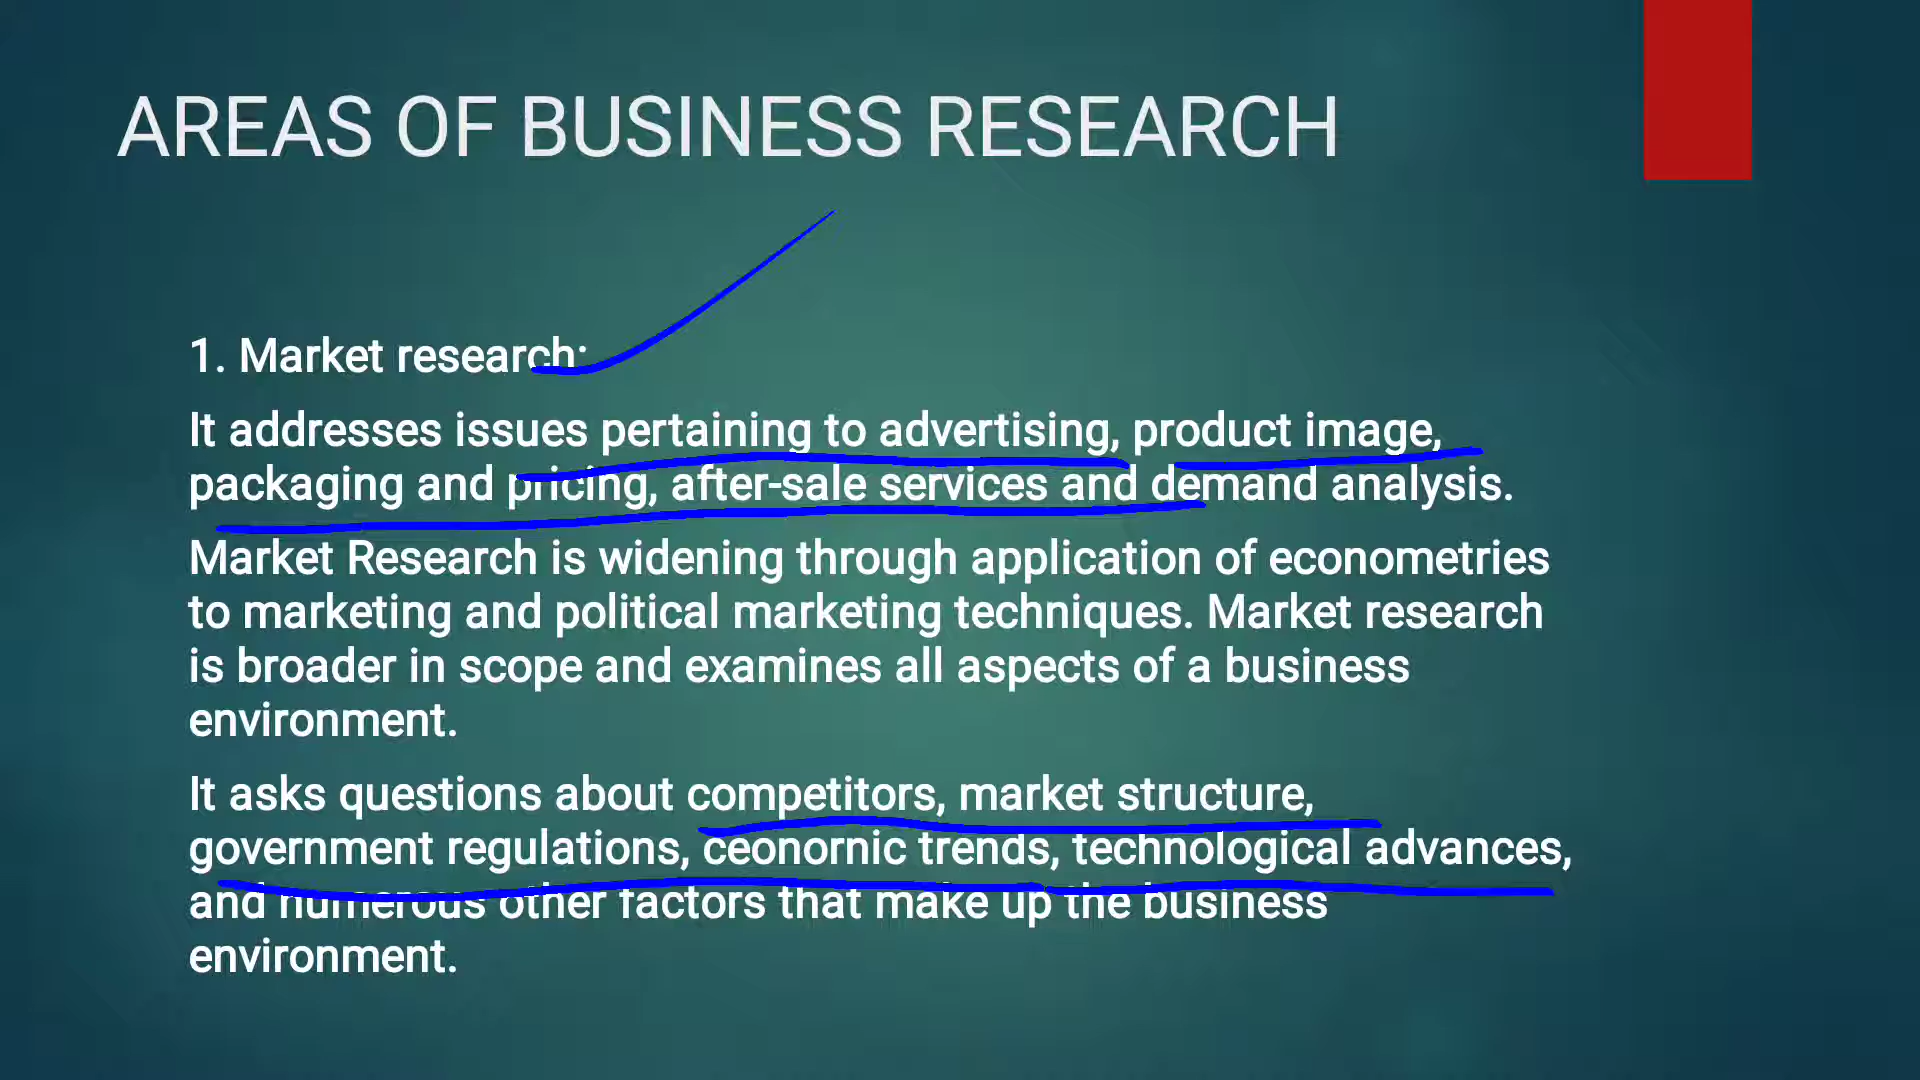 AREAS OF BUSINESS RESEARCH
1. Market research:
It addresses issues pertaining to advertising, product image,
packaging and pricing, after-sale services and demand analysis.
Market Research is widening through application of econometries
to marketing and political marketing techniques. Market research
is broader in scope and examines all aspects of a business
environment.
It asks questions about competitors, market structure,
government regulations, ceonornic trends, technological advances,
and numerous other factors that make up the business
environment.